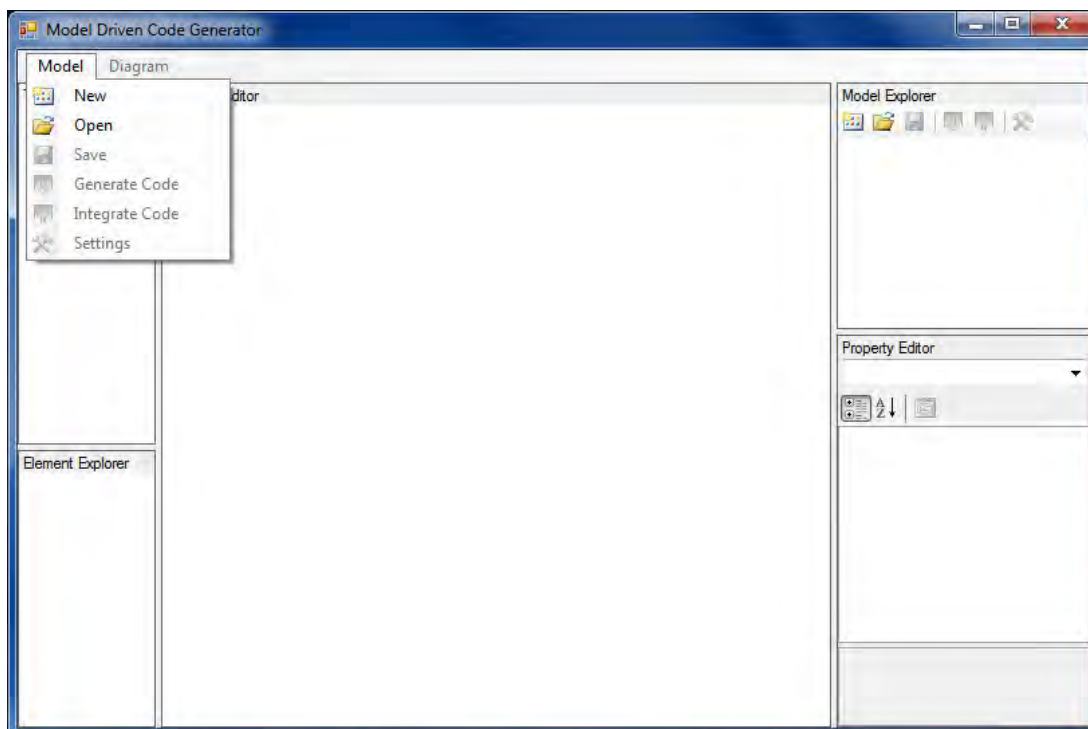 Model Driven Code Generator
Model Diagram
New
Open
Save
Generate Code
Integrate Code
Settings
Model Explorer
Property Editor
Element Explorer